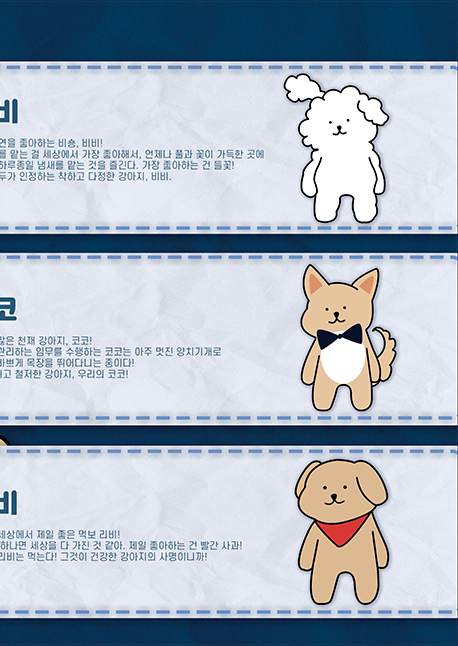 비
연을 좋아하는 비숑, 비비!
를 맡는 걸 세상에서 가장 좋아해서, 언제나 풀과 꽃이 가득한 곳에
하루종일 냄새를 맡는 것을 즐긴다. 가장 좋아하는 건 들꽃!
두가 인정하는 착하고 다정한 강아지, 비비.
코
많은 천재 강아지, 코코!
관리하는 임무를 수행하는 코코는 아주 멋진 양치기개로
바쁘게 목장을 뛰어다니는 중이다!
고 철저한 강아지, 우리의 코코!
비
세상에서 제일 좋은 먹보 리비!
하나면 세상을 다 가진 것 같아. 제일 좋아하는 건 빨간 사과!
리비는 먹는다! 그것이 건강한 강아지의 사명이니까!